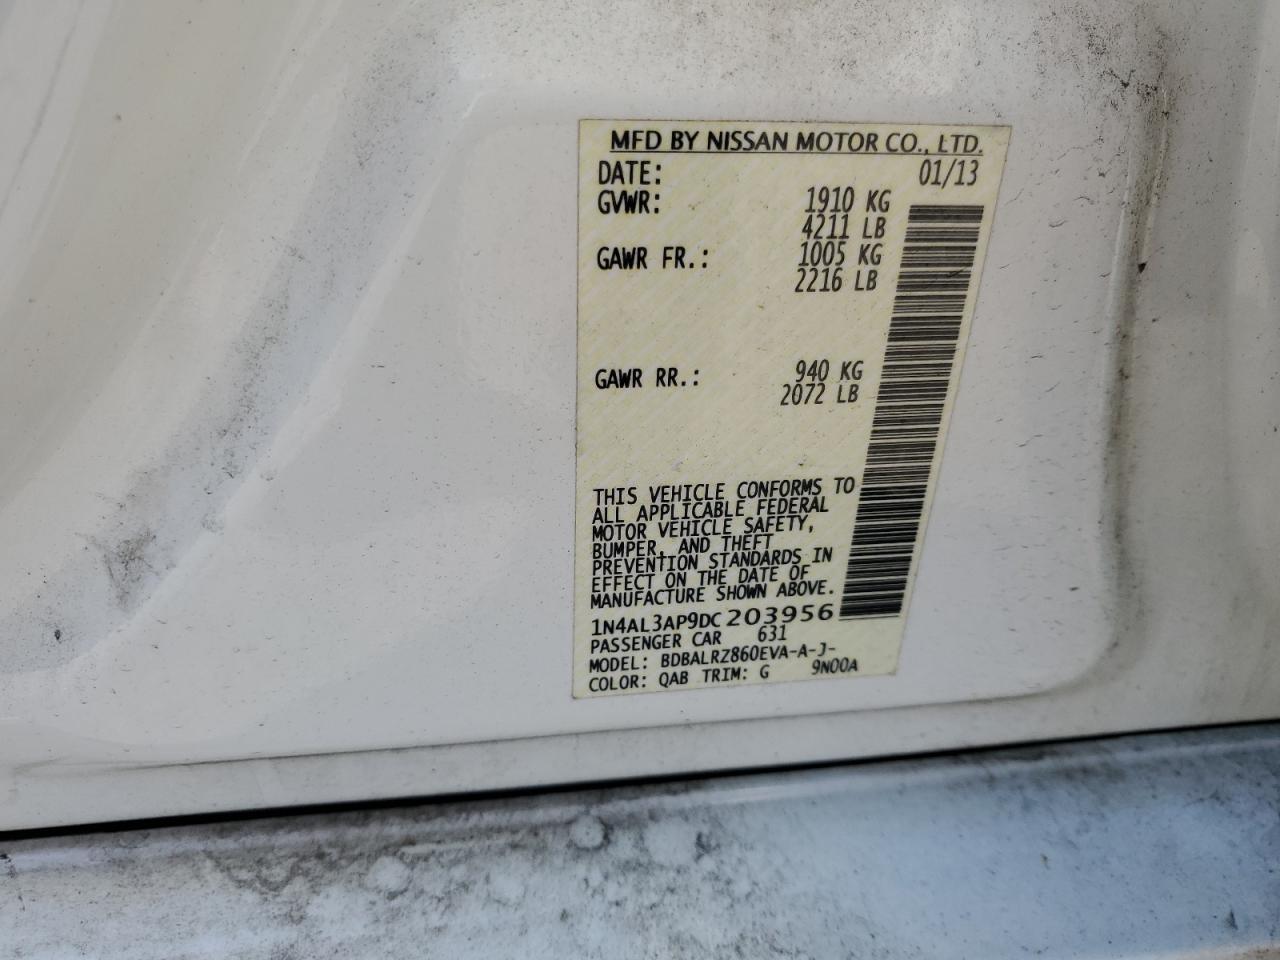 MFD BY NISSAN MOTOR CO., LTD.
DATE: 01/13
GVWR: 1910 KG
4211 LB
GAWR FR.: 1005 KG
2216 LB
GAWR RR.: 940 KG
2072 LB
THIS VEHICLE CONFORMS TO
ALL APPLICABLE FEDERAL
MOTOR VEHICLE SAFETY,
BUMPER, AND THEFT
PREVENTION STANDARDS IN
EFFECT ON THE DATE OF
MANUFACTURE SHOWN ABOVE.
1N4AL3AP9DC203956
PASSENGER CAR 631
MODEL: BDBALRZ860EVA-A-J-
COLOR: QAB TRIM: G 9N00A